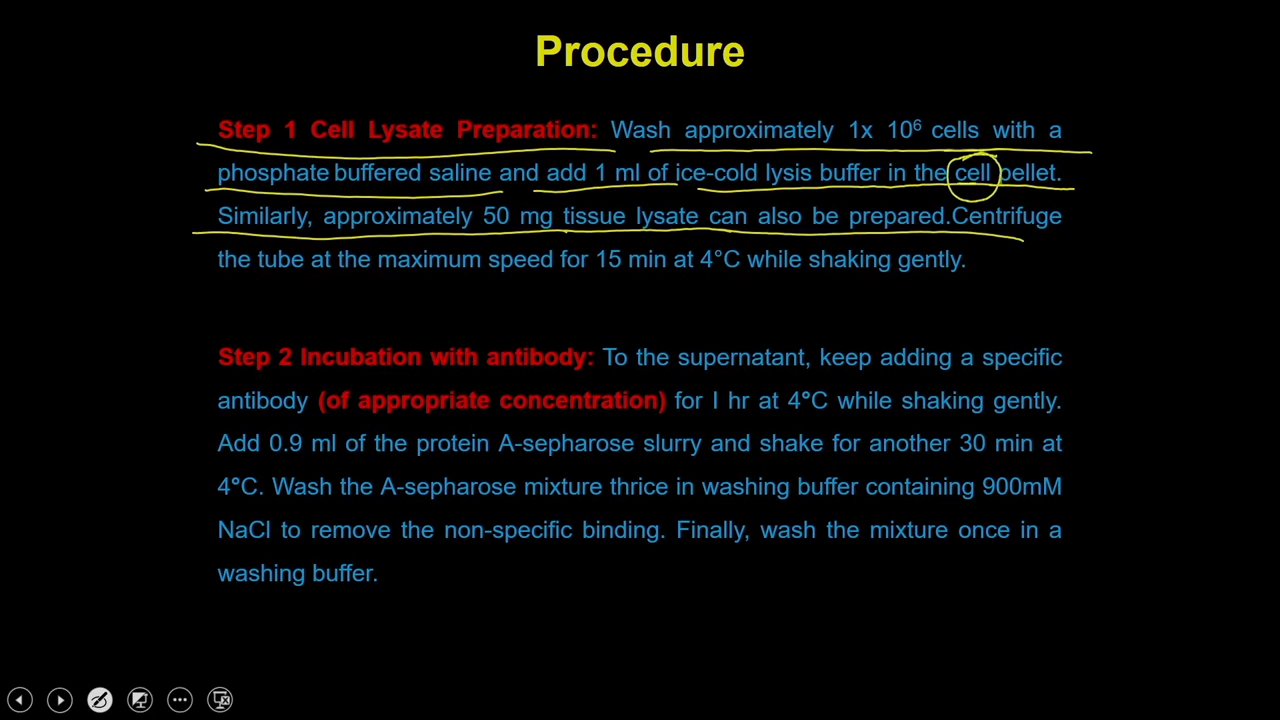 Procedure
Step 1 Cell Lysate Preparation: Wash approximately 1x 10⁶ cells with a
phosphate buffered saline and add 1 ml of ice-cold lysis buffer in the cell pellet.
Similarly, approximately 50 mg tissue lysate can also be prepared.Centrifuge
the tube at the maximum speed for 15 min at 4°C while shaking gently.
Step 2 Incubation with antibody: To the supernatant, keep adding a specific
antibody (of appropriate concentration) for I hr at 4°C while shaking gently.
Add 0.9 ml of the protein A-sepharose slurry and shake for another 30 min at
4°C. Wash the A-sepharose mixture thrice in washing buffer containing 900mM
NaCl to remove the non-specific binding. Finally, wash the mixture once in a
washing buffer.